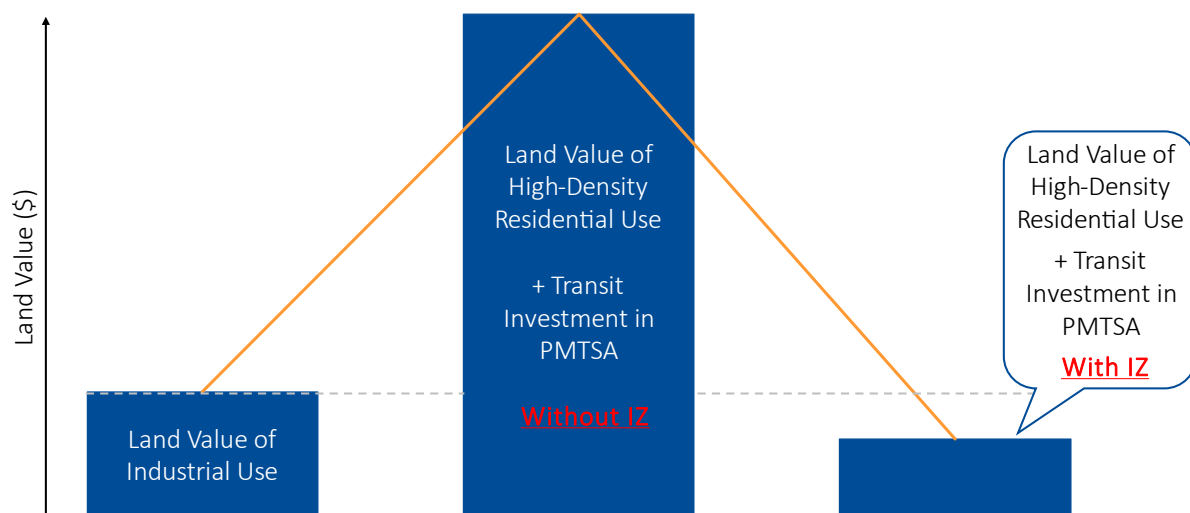 Land Value ($)
Land Value of
Industrial Use
Land Value of
High-Density
Residential Use
+ Transit
Investment in
PMTSA
Without IZ
Land Value of
High-Density
Residential Use
+ Transit
Investment in
PMTSA
With IZ